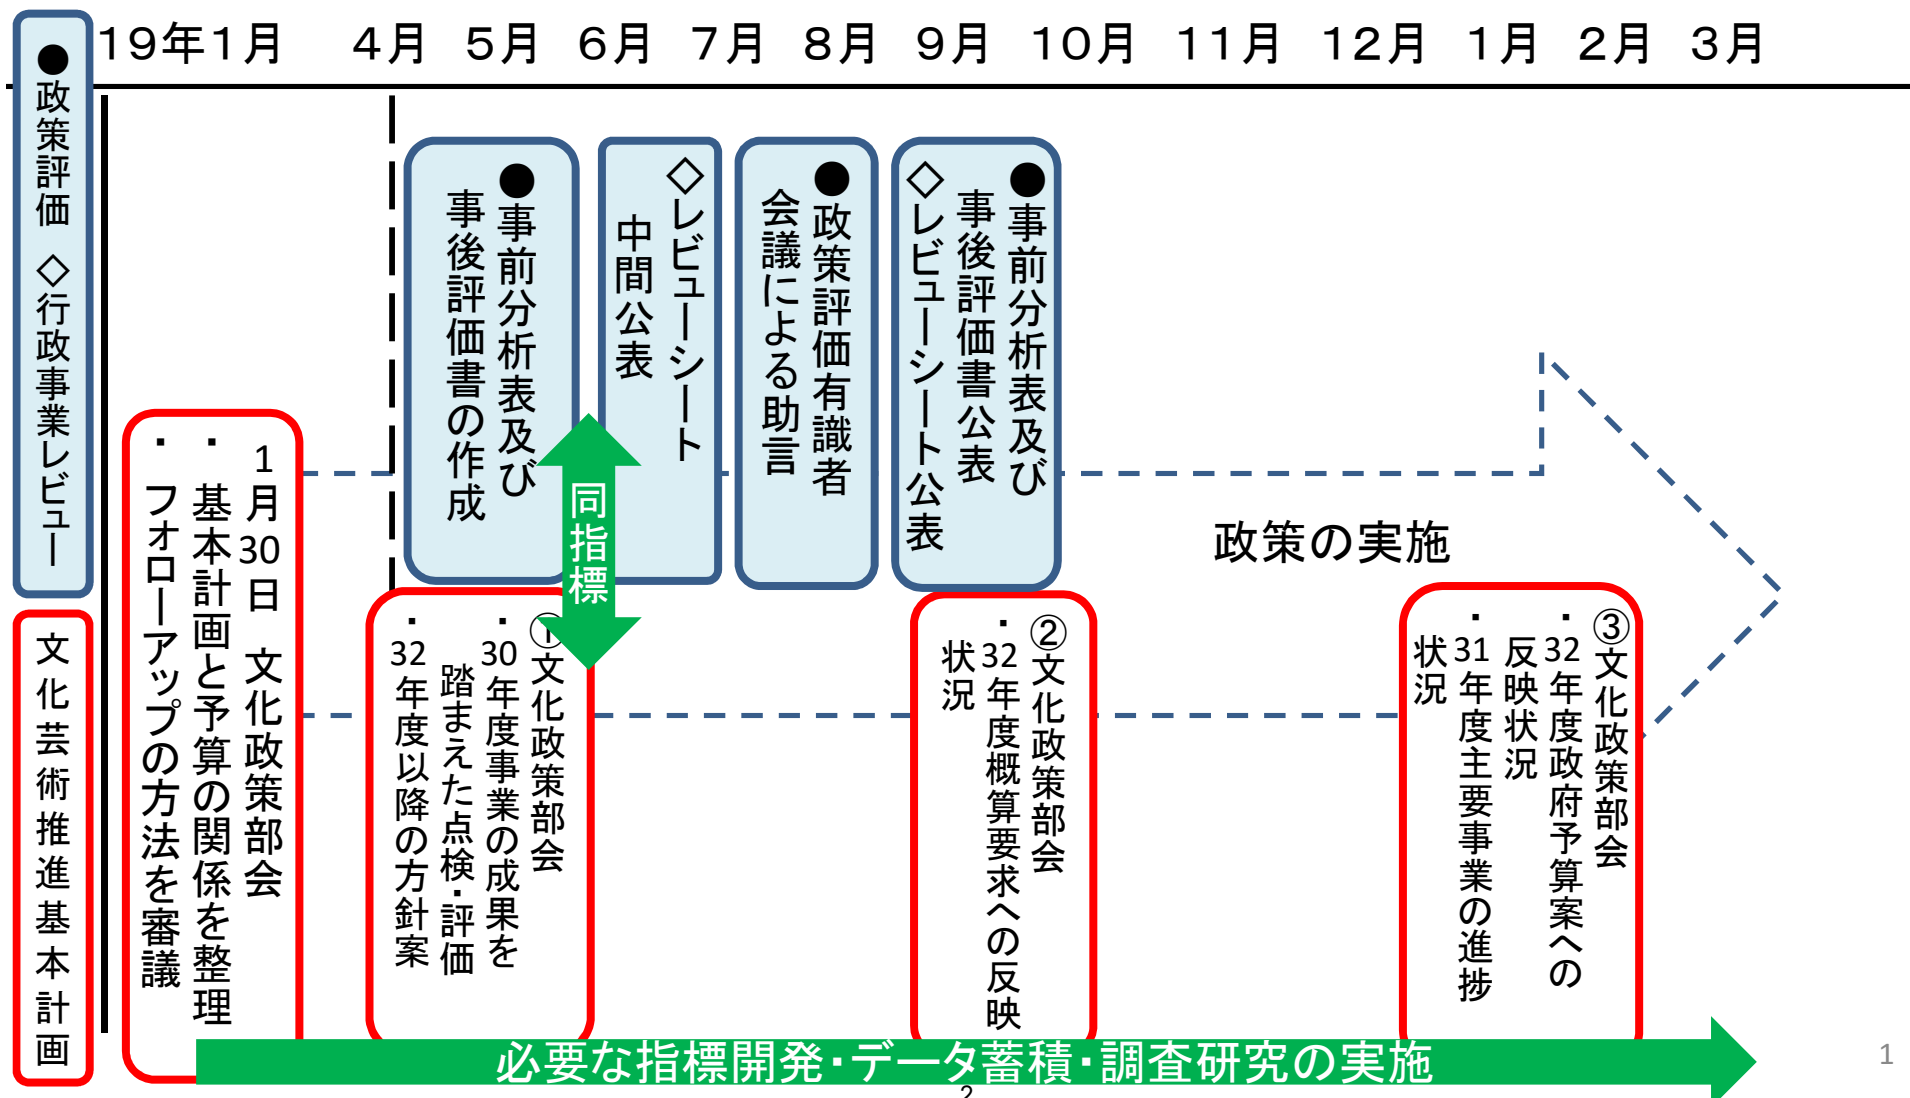 19年1月 4月 5月 6月 7月 8月 9月 10月 11月 12月 1月 2月 3月
●政策評価 ◇行政事業レビュー
●事前分析表及び
事後評価書の作成
◇レビューシート
中間公表
●政策評価有識者
会議による助言
●事前分析表及び
事後評価書公表
◇レビューシート公表
同指標
政策の実施
文化芸術推進基本計画
1月30日 文化政策部会
・基本計画と予算の関係を整理
・フォローアップの方法を審議
①文化政策部会
・30年度事業の成果を
踏まえた点検・評価
・32年度以降の方針案
②文化政策部会
・32年度概算要求への反映
状況
③文化政策部会
・32年度政府予算案への
反映状況
・31年度主要事業の進捗
状況
必要な指標開発・データ蓄積・調査研究の実施
1
2